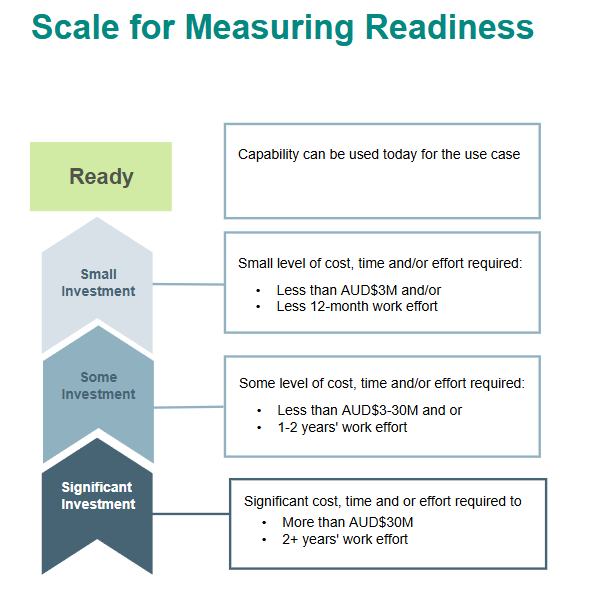 Scale for Measuring Readiness
Ready
Capability can be used today for the use case
Small
Investment
Small level of cost, time and/or effort required:
• Less than AUD$3M and/or
• Less 12-month work effort
Some
Investment
Some level of cost, time and/or effort required:
• Less than AUD$3-30M and or
• 1-2 years' work effort
Significant
Investment
Significant cost, time and or effort required to
• More than AUD$30M
• 2+ years' work effort